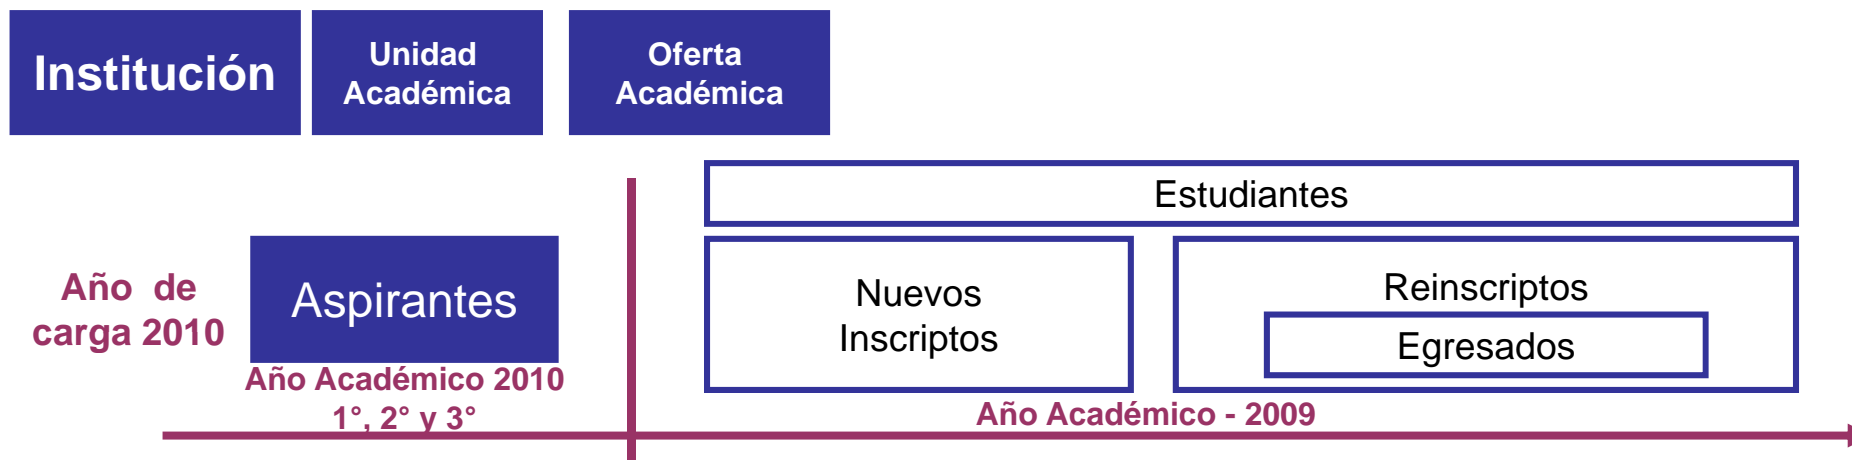 Institución
Unidad
Académica
Oferta
Académica
Estudiantes
Año de
carga 2010
Aspirantes
Año Académico 2010
1°, 2° y 3°
Nuevos
Inscriptos
Reinscriptos
Egresados
Año Académico - 2009